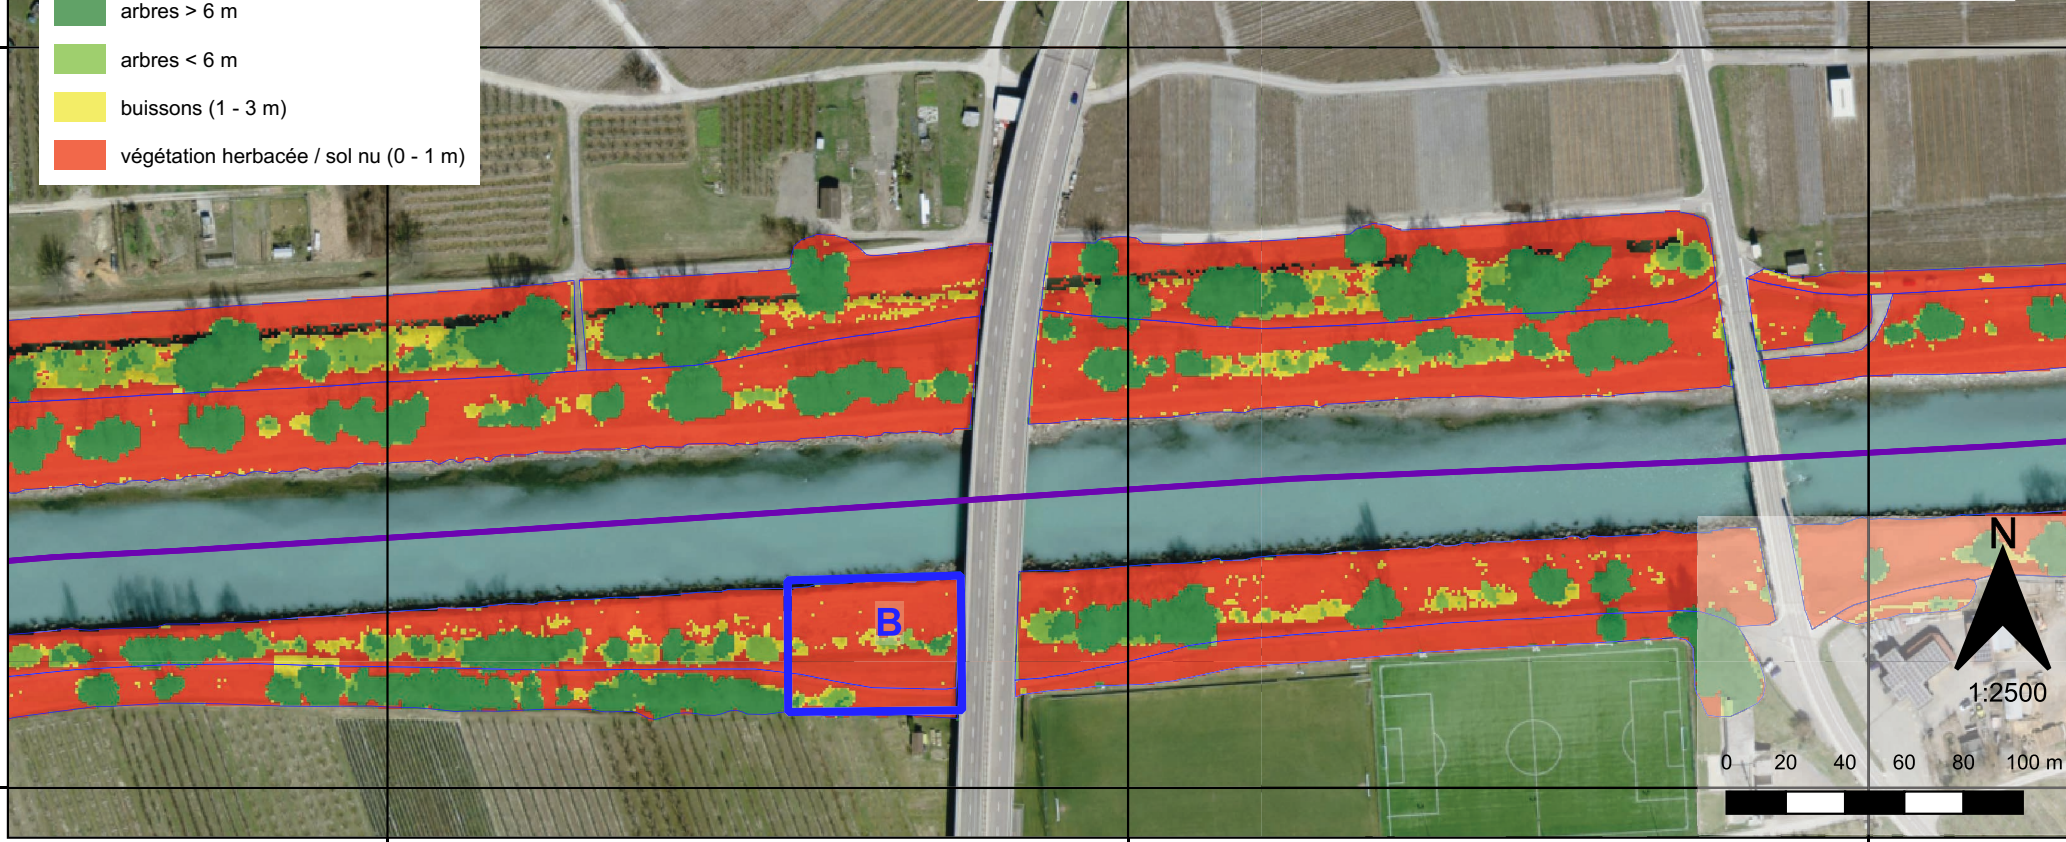 arbres > 6 m
arbres < 6 m
buissons (1 - 3 m)
végétation herbacée / sol nu (0 - 1 m)
B
N
1:2500
0 20 40 60 80 100 m